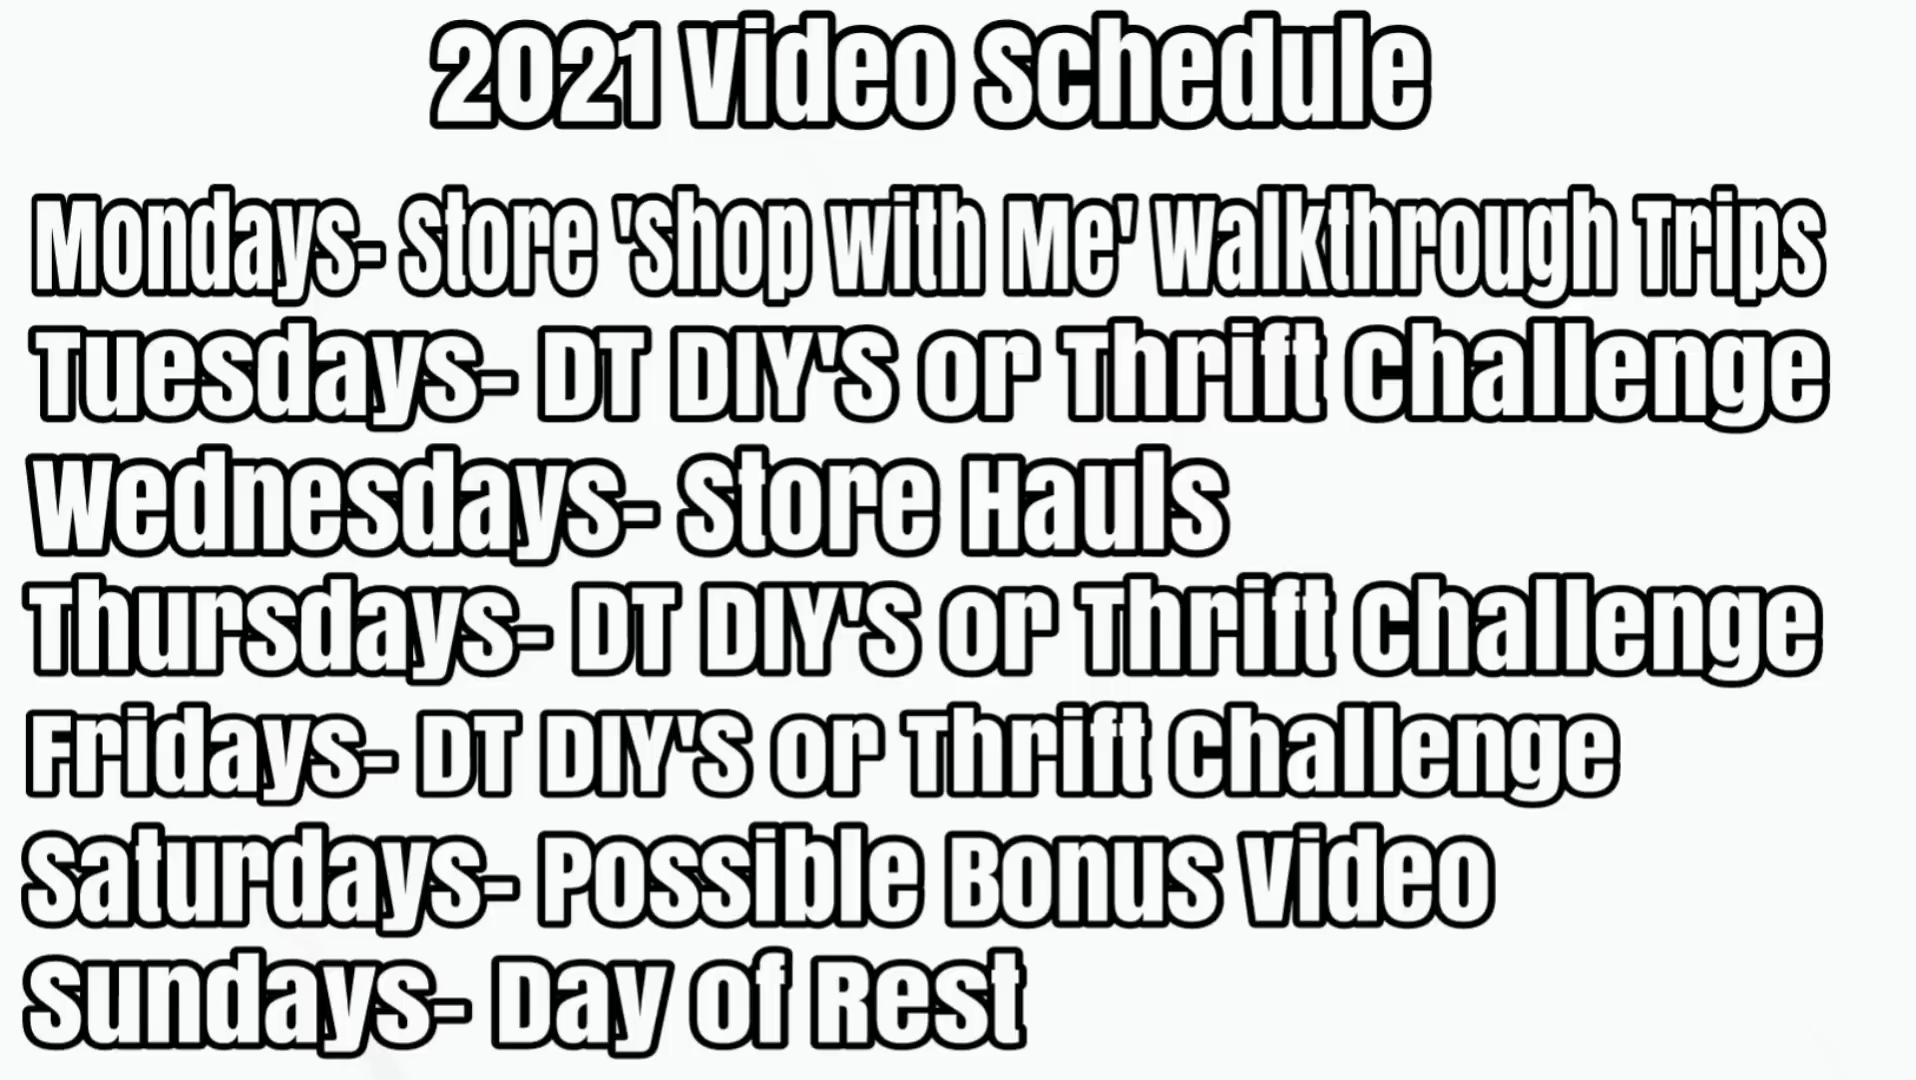 2021 Video Schedule
Mondays- Store 'Shop with Me' Walkthrough Trips
Tuesdays- DT DIY'S or Thrift Challenge
Wednesdays- Store Hauls
Thursdays- DT DIY'S or Thrift Challenge
Fridays- DT DIY'S or Thrift Challenge
Saturdays- Possible Bonus Video
Sundays- Day of Rest